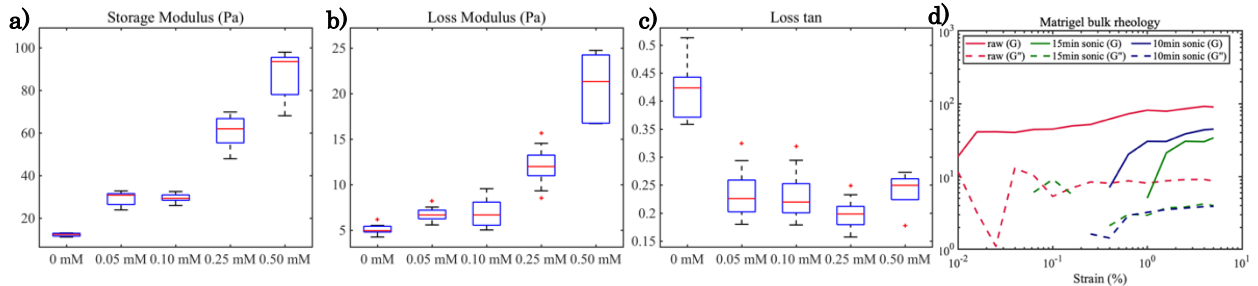 a)
Storage Modulus (Pa)
100
80
60
40
20
0 mM 0.05 mM 0.10 mM 0.25 mM 0.50 mM
b)
Loss Modulus (Pa)
25
20
15
10
5
0 mM 0.05 mM 0.10 mM 0.25 mM 0.50 mM
c)
Loss tan
0.5
0.45
0.4
0.35
0.3
0.25
0.2
0.15
0 mM 0.05 mM 0.10 mM 0.25 mM 0.50 mM
d)
Matrigel bulk rheology
raw (G) 15min sonic (G) 10min sonic (G)
raw (G'') 15min sonic (G'') 10min sonic (G'')
10³
10²
10¹
10⁰
10⁻² 10⁻¹ 10⁰ 10¹
Strain (%)